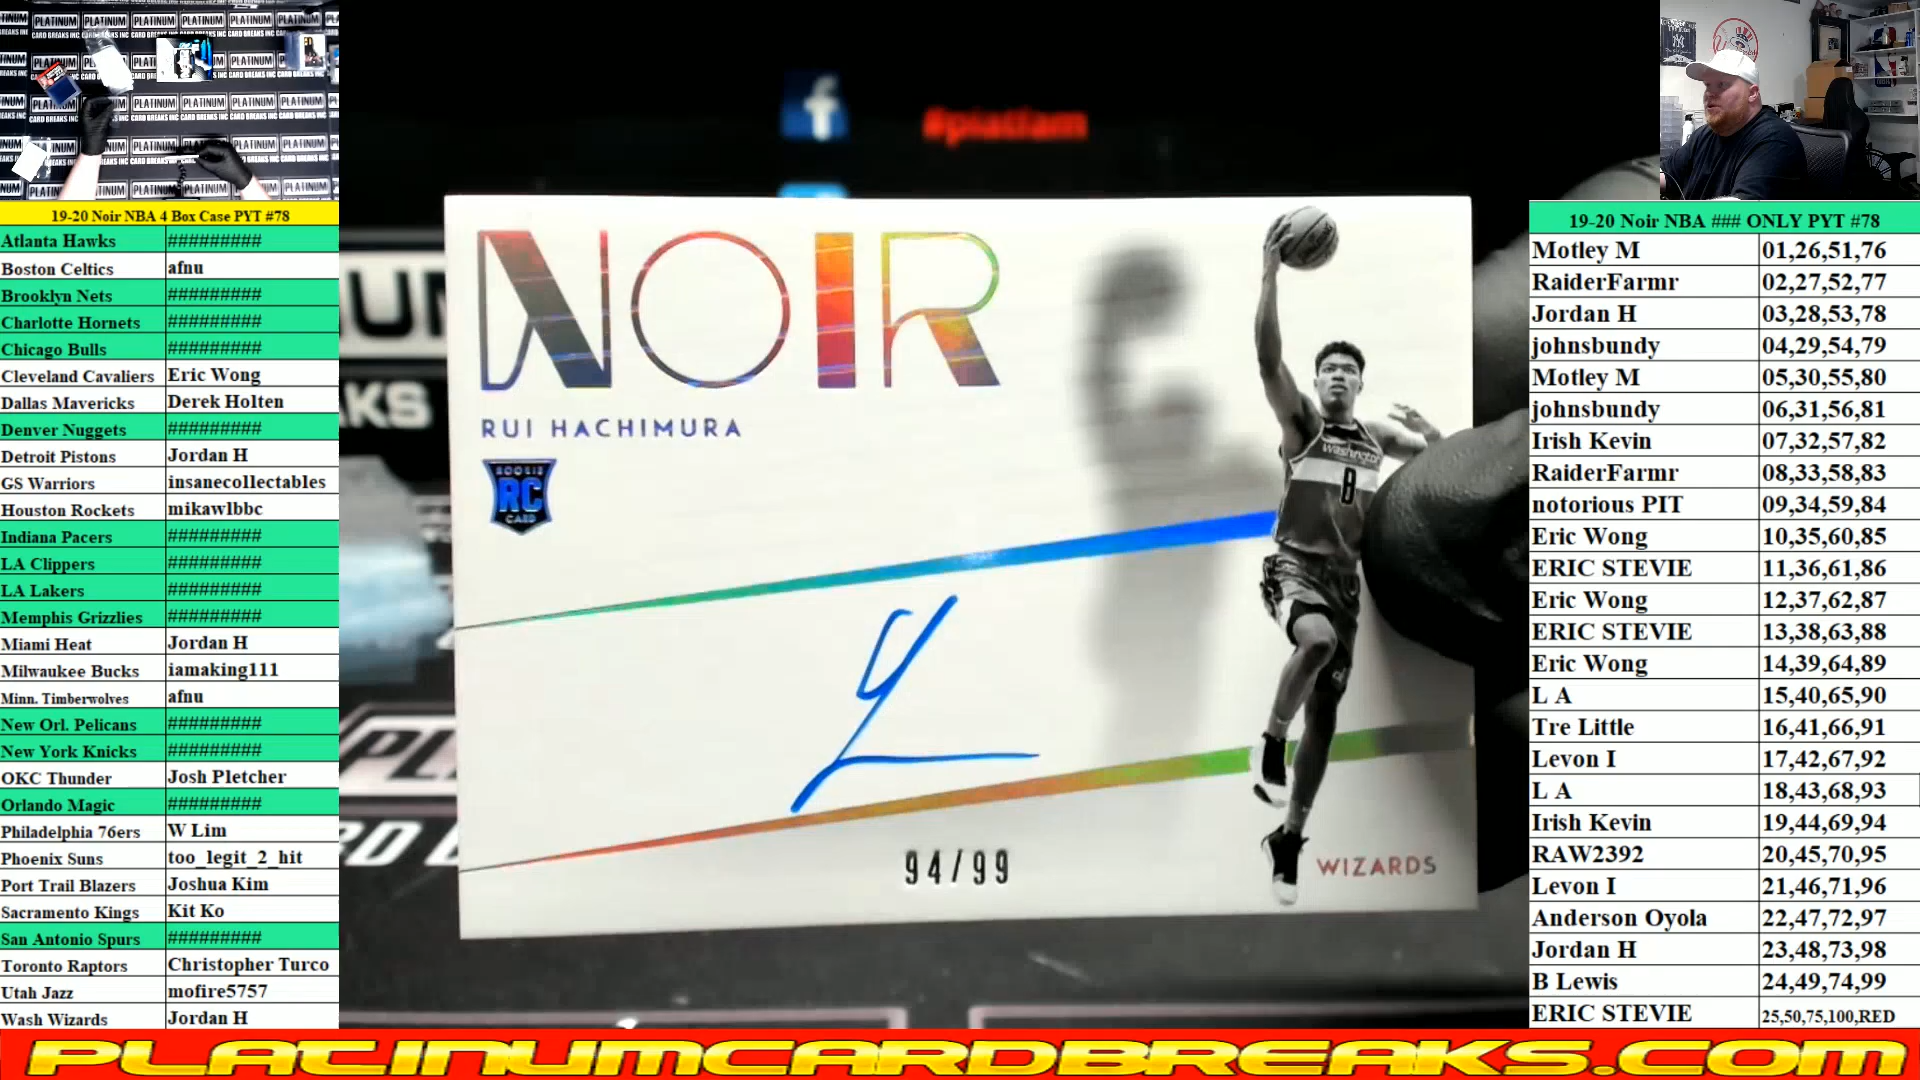 19-20 Noir NBA 4 Box Case PYT #78
Atlanta Hawks #########
Boston Celtics afnu
Brooklyn Nets #########
Charlotte Hornets #########
Chicago Bulls #########
Cleveland Cavaliers Eric Wong
Dallas Mavericks Derek Holten
Denver Nuggets #########
Detroit Pistons Jordan H
GS Warriors insanecollectables
Houston Rockets mikawlbbc
Indiana Pacers #########
LA Clippers #########
LA Lakers #########
Memphis Grizzlies #########
Miami Heat Jordan H
Milwaukee Bucks iamaking111
Minn. Timberwolves afnu
New Orl. Pelicans #########
New York Knicks #########
OKC Thunder Josh Pletcher
Orlando Magic #########
Philadelphia 76ers W Lim
Phoenix Suns too_legit_2_hit
Port Trail Blazers Joshua Kim
Sacramento Kings Kit Ko
San Antonio Spurs #########
Toronto Raptors Christopher Turco
Utah Jazz mofire5757
Wash Wizards Jordan H
#platfam
NOIR
RUI HACHIMURA
ROOKIE
RC
CARD
Washington
8
94/99
WIZARDS
19-20 Noir NBA ### ONLY PYT #78
Motley M 01,26,51,76
RaiderFarmr 02,27,52,77
Jordan H 03,28,53,78
johnsbundy 04,29,54,79
Motley M 05,30,55,80
johnsbundy 06,31,56,81
Irish Kevin 07,32,57,82
RaiderFarmr 08,33,58,83
notorious PIT 09,34,59,84
Eric Wong 10,35,60,85
ERIC STEVIE 11,36,61,86
Eric Wong 12,37,62,87
ERIC STEVIE 13,38,63,88
Eric Wong 14,39,64,89
L A 15,40,65,90
Tre Little 16,41,66,91
Levon I 17,42,67,92
L A 18,43,68,93
Irish Kevin 19,44,69,94
RAW2392 20,45,70,95
Levon I 21,46,71,96
Anderson Oyola 22,47,72,97
Jordan H 23,48,73,98
B Lewis 24,49,74,99
ERIC STEVIE 25,50,75,100,RED
PLATINUMCARDBREAKS.COM